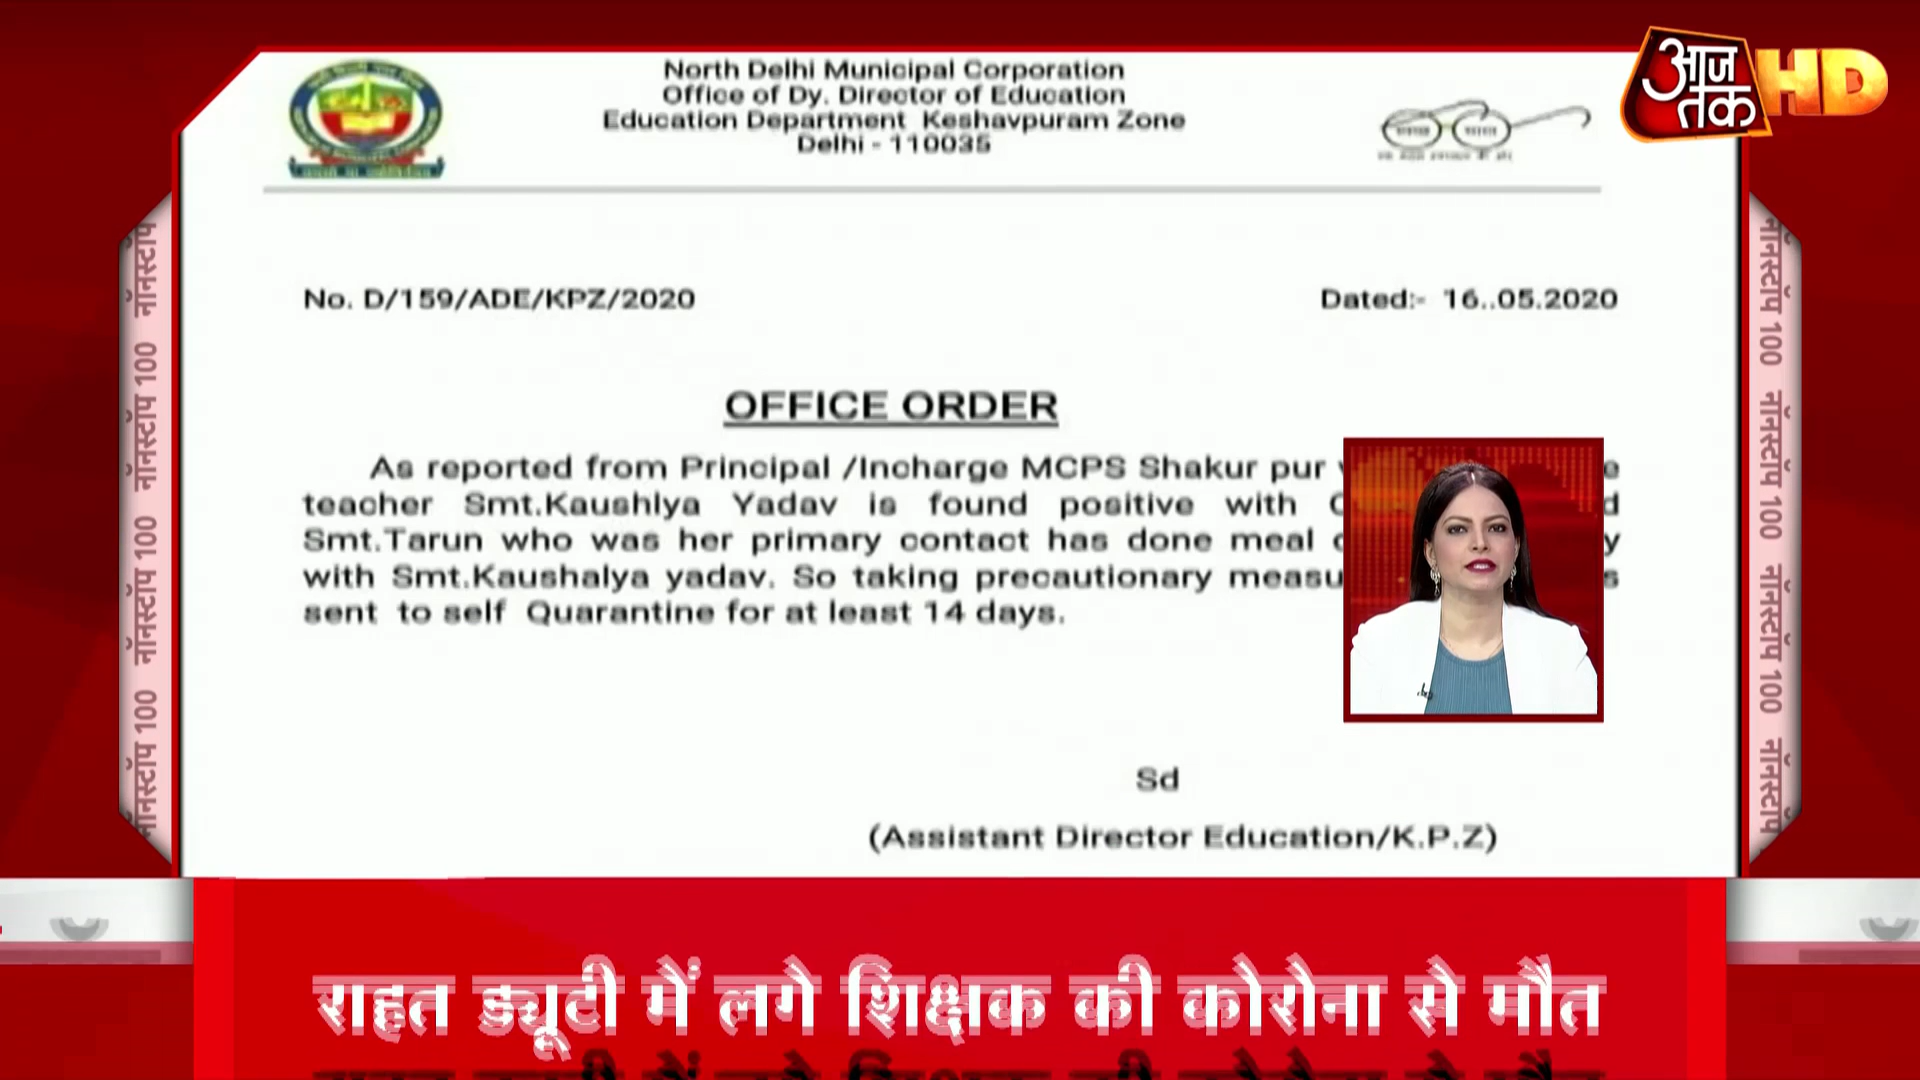 North Delhi Municipal Corporation
Office of Dy. Director of Education
Education Department Keshavpuram Zone
Delhi - 110035
आज तक HD
No. D/159/ADE/KPZ/2020
Dated:- 16..05.2020
OFFICE ORDER
As reported from Principal /Incharge MCPS Shakur pur
teacher Smt.Kaushlya Yadav is found positive with
Smt.Tarun who was her primary contact has done meal
with Smt.Kaushalya yadav. So taking precautionary
sent to self Quarantine for at least 14 days.
Sd
(Assistant Director Education/K.P.Z)
नॉनस्टॉप 100 नॉनस्टॉप 100 नॉनस्टॉप 100 नॉनस्टॉप
नॉनस्टॉप 100 नॉनस्टॉप 100 नॉनस्टॉप 100 नॉनस्टॉप
राहत ड्यूटी में लगे शिक्षक की कोरोना से मौत